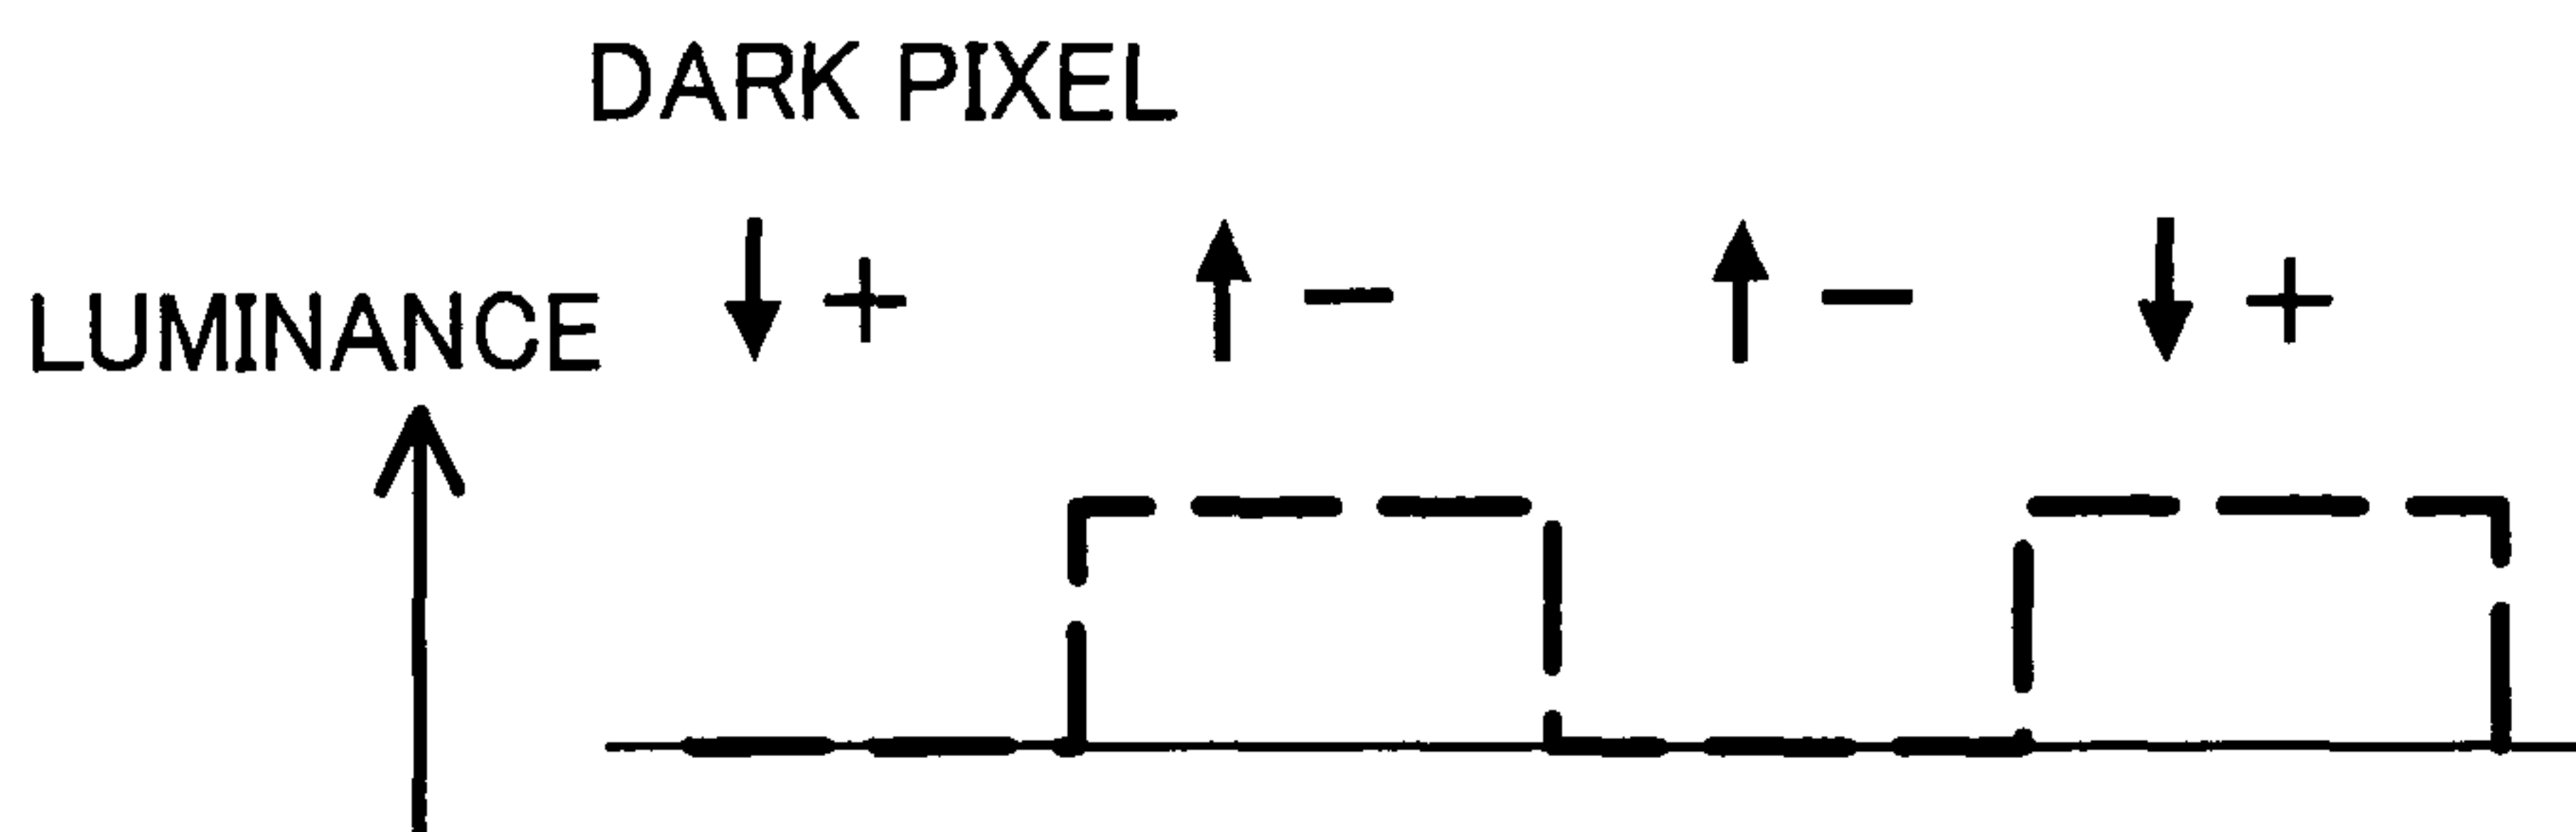 DARK PIXEL
LUMINANCE ↓ + ↑ − ↑ − ↓ +